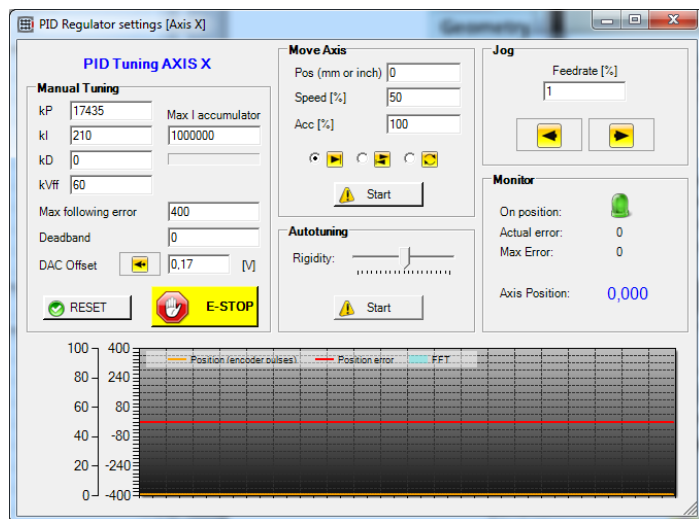 PID Regulator settings [Axis X]
Geometry
PID Tuning AXIS X
Manual Tuning
kP 17435
Max I accumulator
kI 210 1000000
kD 0
kVff 60
Max following error 400
Deadband 0
DAC Offset 0,17 [V]
RESET E-STOP
Move Axis
Pos (mm or inch) 0
Speed [%] 50
Acc [%] 100
Start
Autotuning
Rigidity:
Start
Jog
Feedrate [%]
1
Monitor
On position:
Actual error: 0
Max Error: 0
Axis Position: 0,000
Position (encoder pulses) Position error FFT
100 400
80 240
60 80
40 -80
20 -240
0 -400